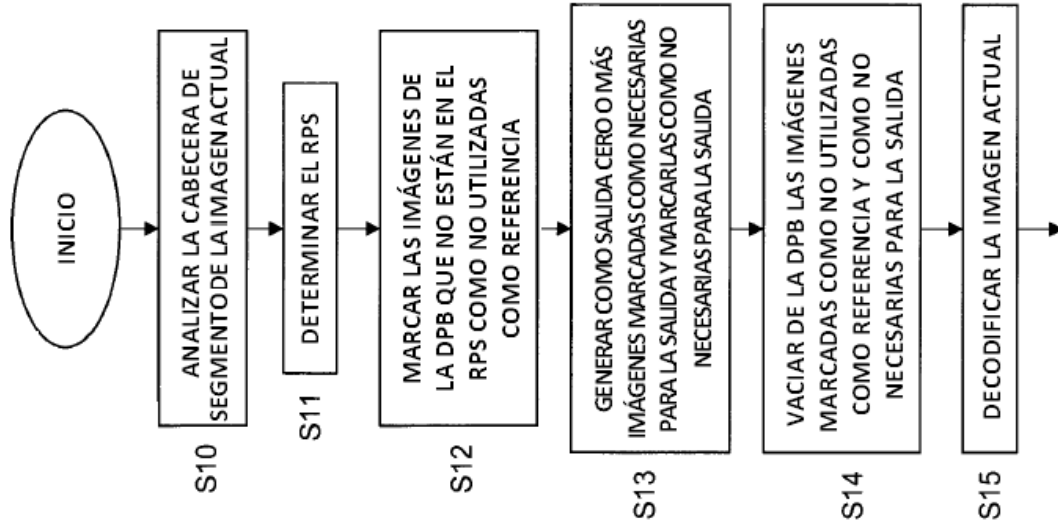 INICIO
S10
ANALIZAR LA CABECERA DE
SEGMENTODE LA IMAGEN ACTUAL
S11
DETERMINAR EL RPS
S12
MARCAR LAS IMÁGENES DE
LA DPB QUE NO ESTÁN EN EL
RPS COMO NO UTILIZADAS
COMO REFERENCIA
S13
GENERAR COMO SALIDA CERO O MÁS
IMÁGENES MARCADAS COMO NECESARIAS
PARA LA SALIDA Y MARCARLAS COMO NO
NECESARIAS PARA LA SALIDA
S14
VACIAR DE LA DPB LAS IMÁGENES
MARCADAS COMO NO UTILIZADAS
COMO REFERENCIA Y COMO NO
NECESARIAS PARA LA SALIDA
S15
DECODIFICAR LA IMAGEN ACTUAL